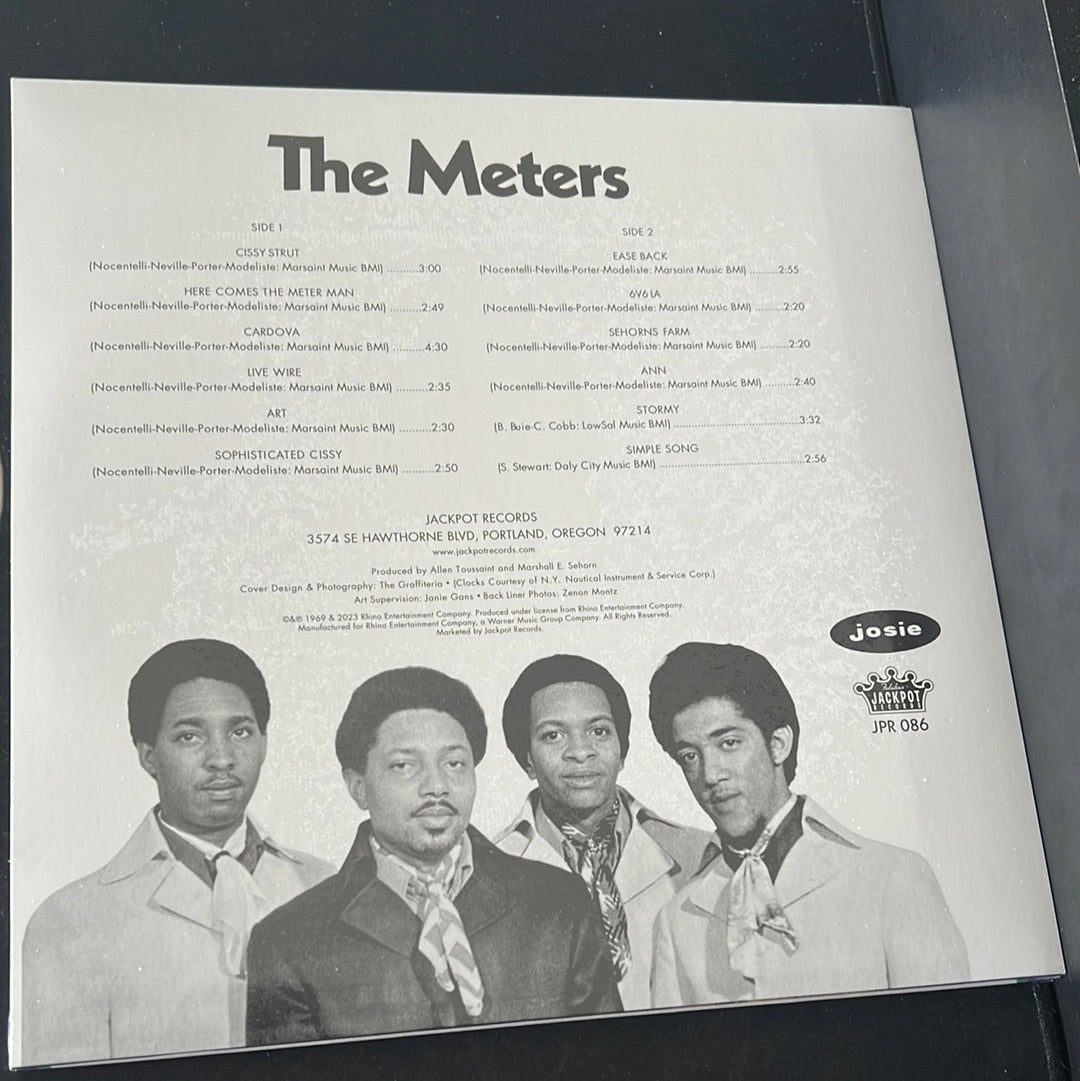 The Meters
SIDE 1
CISSY STRUT
(Nocentelli-Neville-Porter-Modeliste: Marsaint Music BMI) ..........3:00
HERE COMES THE METER MAN
(Nocentelli-Neville-Porter-Modeliste: Marsaint Music BMI) ..........2:49
CARDOVA
(Nocentelli-Neville-Porter-Modeliste: Marsaint Music BMI) ..........4:30
LIVE WIRE
(Nocentelli-Neville-Porter-Modeliste: Marsaint Music BMI) ..........2:35
ART
(Nocentelli-Neville-Porter-Modeliste: Marsaint Music BMI) ..........2:30
SOPHISTICATED CISSY
(Nocentelli-Neville-Porter-Modeliste: Marsaint Music BMI) ..........2:50
SIDE 2
EASE BACK
(Nocentelli-Neville-Porter-Modeliste: Marsaint Music BMI) ..........2:55
6V6 LA
(Nocentelli-Neville-Porter-Modeliste: Marsaint Music BMI) ..........2:20
SEHORNS FARM
(Nocentelli-Neville-Porter-Modeliste: Marsaint Music BMI) ..........2:20
ANN
(Nocentelli-Neville-Porter-Modeliste: Marsaint Music BMI) ..........2:40
STORMY
(B. Buie-C. Cobb: LowSal Music BMI) ..........................................3:32
SIMPLE SONG
(S. Stewart: Daly City Music BMI) ................................................2:56
JACKPOT RECORDS
3574 SE HAWTHORNE BLVD, PORTLAND, OREGON 97214
www.jackpotrecords.com
Produced by Allen Toussaint and Marshall E. Sehorn
Cover Design & Photography: The Graffiteria • (Clocks Courtesy of N.Y. Nautical Instrument & Service Corp.)
Art Supervision: Janie Gans • Back Liner Photos: Zenon Montz
©&℗ 1969 & 2023 Rhino Entertainment Company. Produced under license from Rhino Entertainment Company.
Manufactured for Rhino Entertainment Company, a Warner Music Group Company. All Rights Reserved.
Marketed by Jackpot Records.
josie
Fabulous
JACKPOT
RECORDS
JPR 086